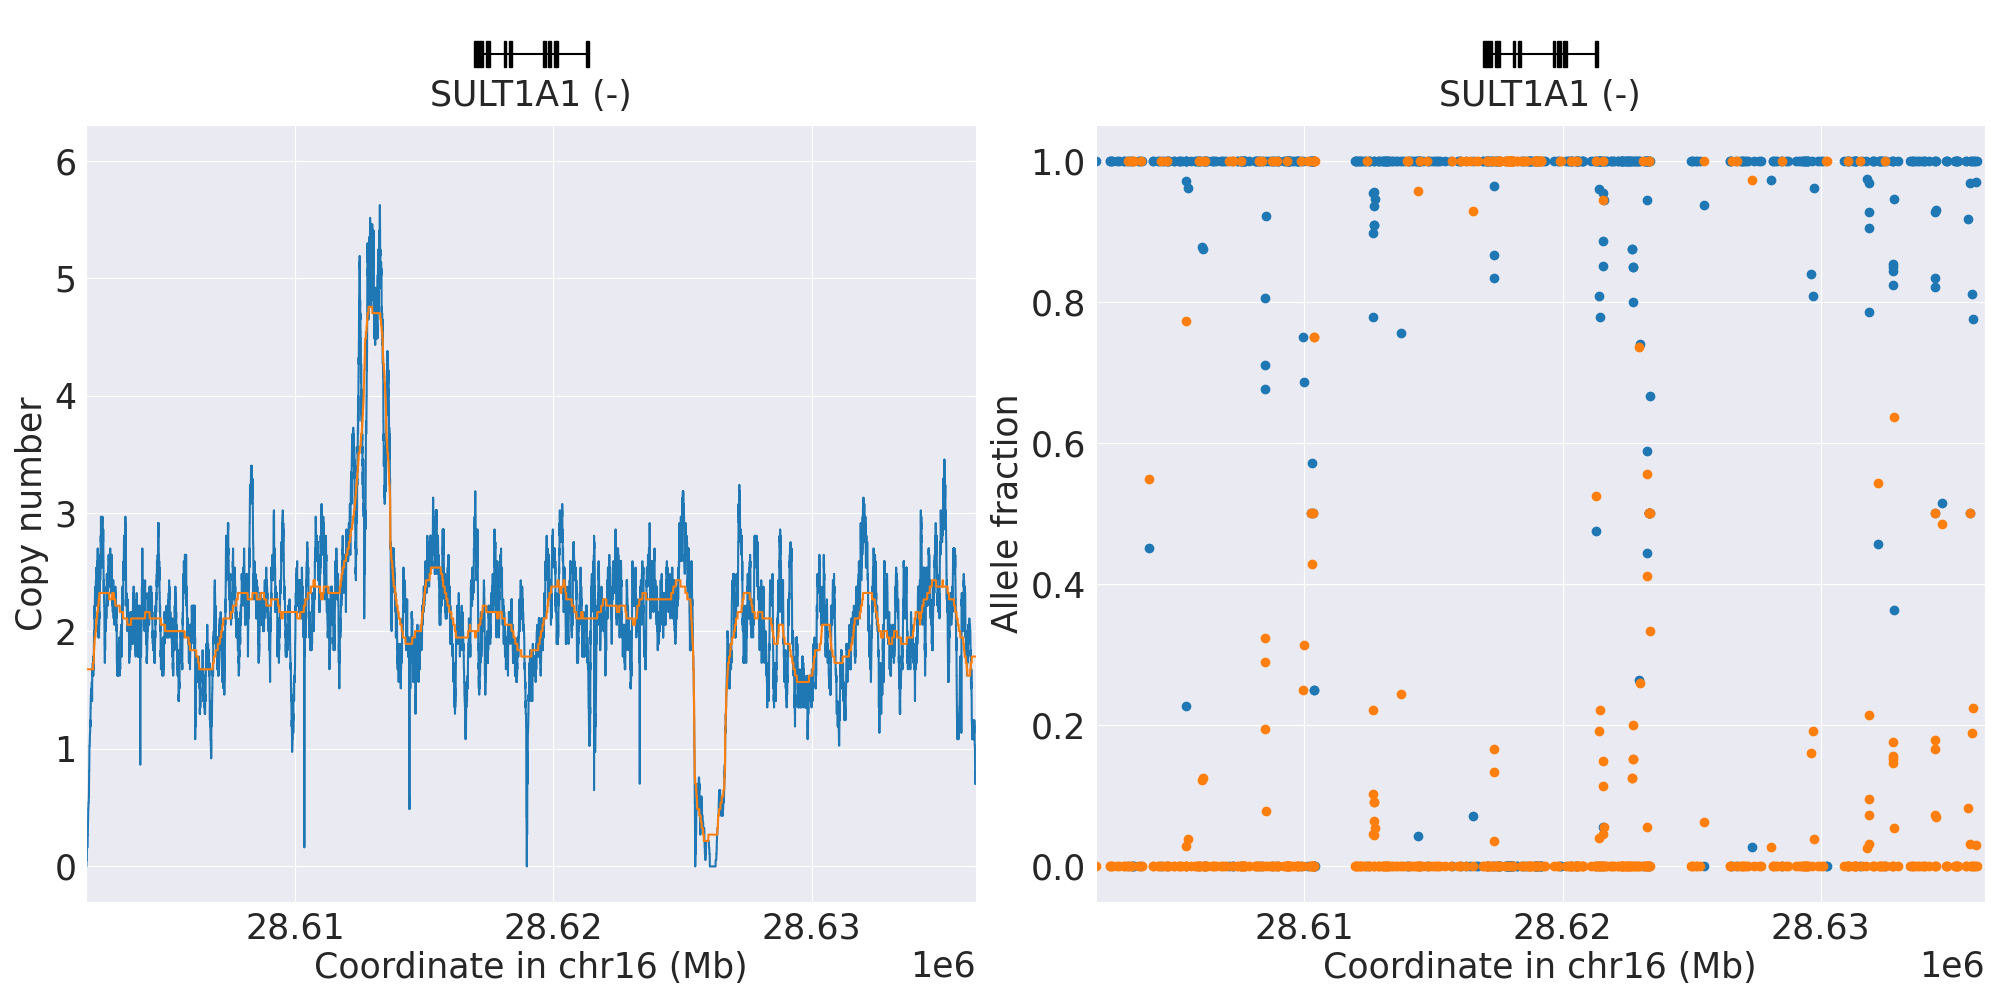 SULT1A1 (-)
6
5
4
3
2
1
0
Copy number
28.61
28.62
28.63
Coordinate in chr16 (Mb)
1e6
SULT1A1 (-)
1.0
0.8
0.6
0.4
0.2
0.0
Allele fraction
28.61
28.62
28.63
Coordinate in chr16 (Mb)
1e6